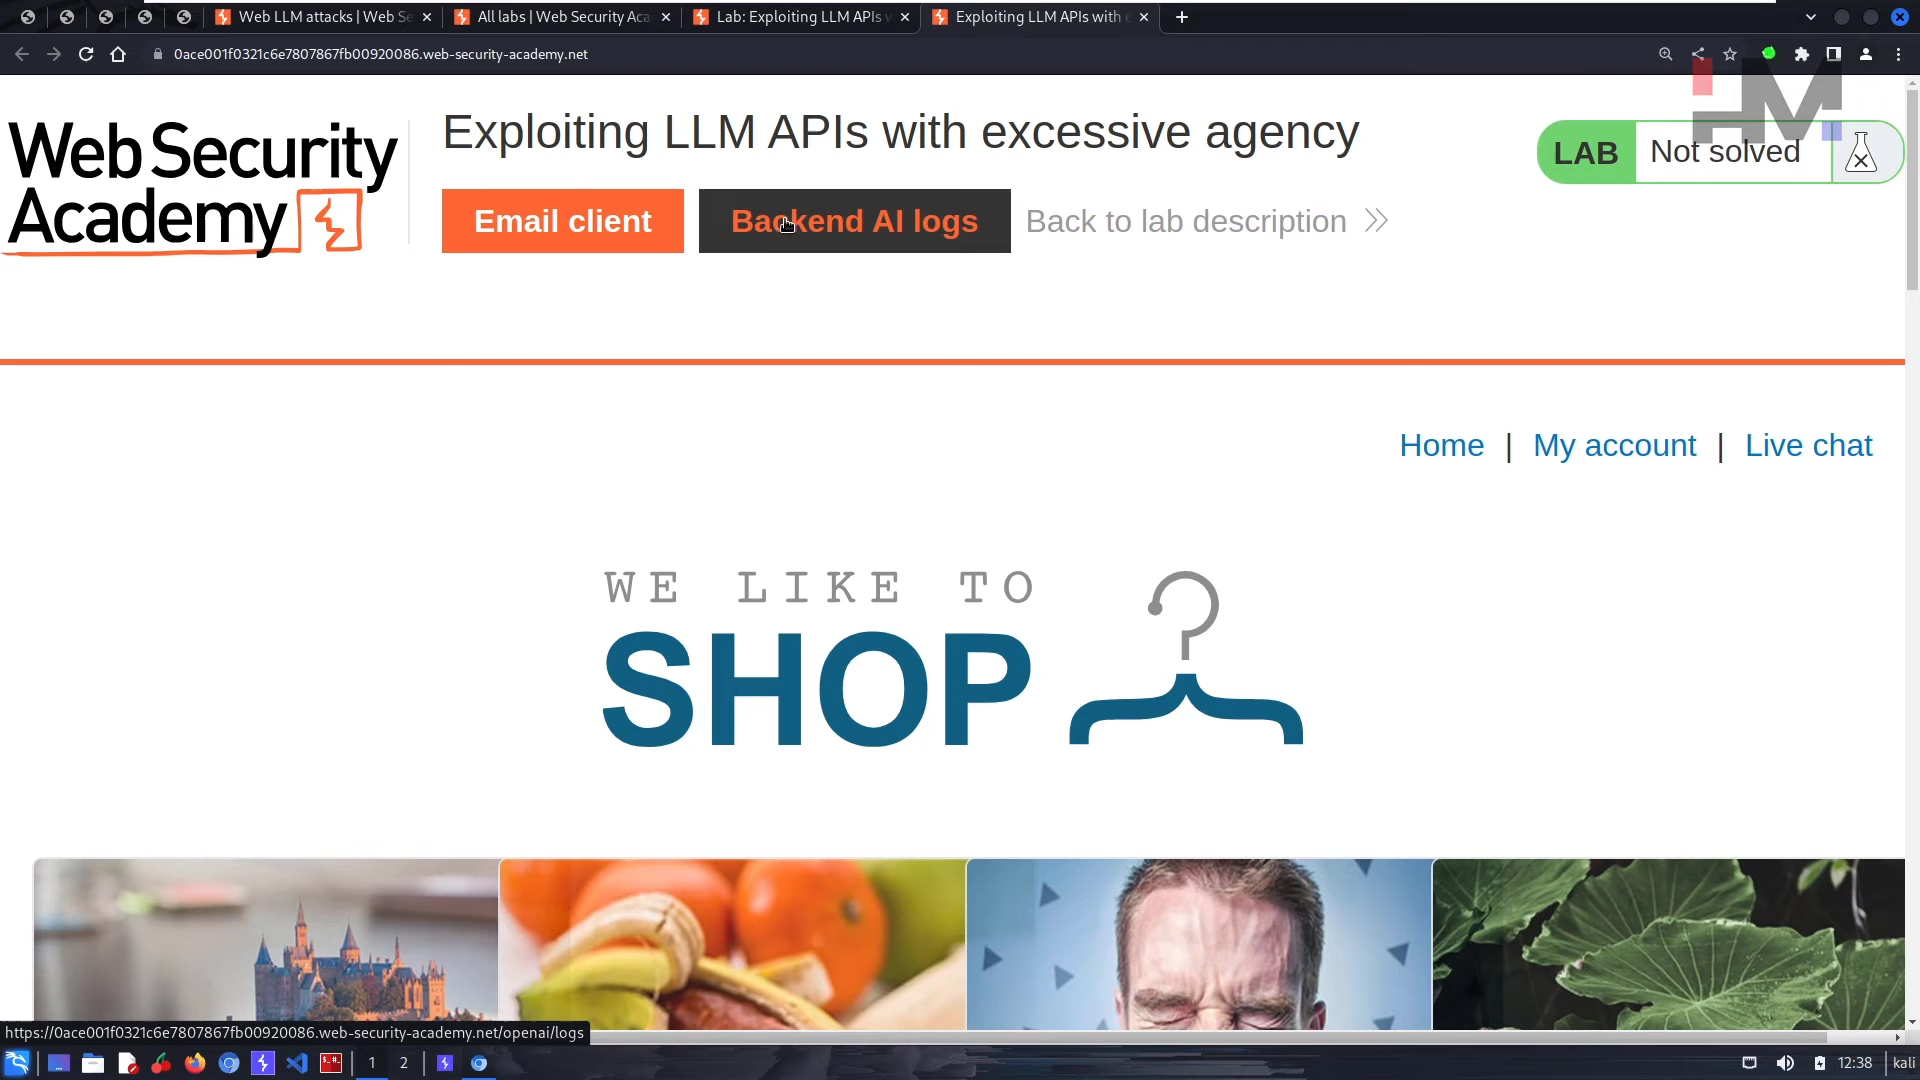 Web LLM attacks | Web Se
All labs | Web Security Aca
Lab: Exploiting LLM APIs w
Exploiting LLM APIs with e
0ace001f0321c6e7807867fb00920086.web-security-academy.net
HM
Web Security
Academy
Exploiting LLM APIs with excessive agency
LAB Not solved
Email client
Backend AI logs
Back to lab description
Home | My account | Live chat
WE LIKE TO
SHOP
https://0ace001f0321c6e7807867fb00920086.web-security-academy.net/openai/logs
1 2
12:38 kali